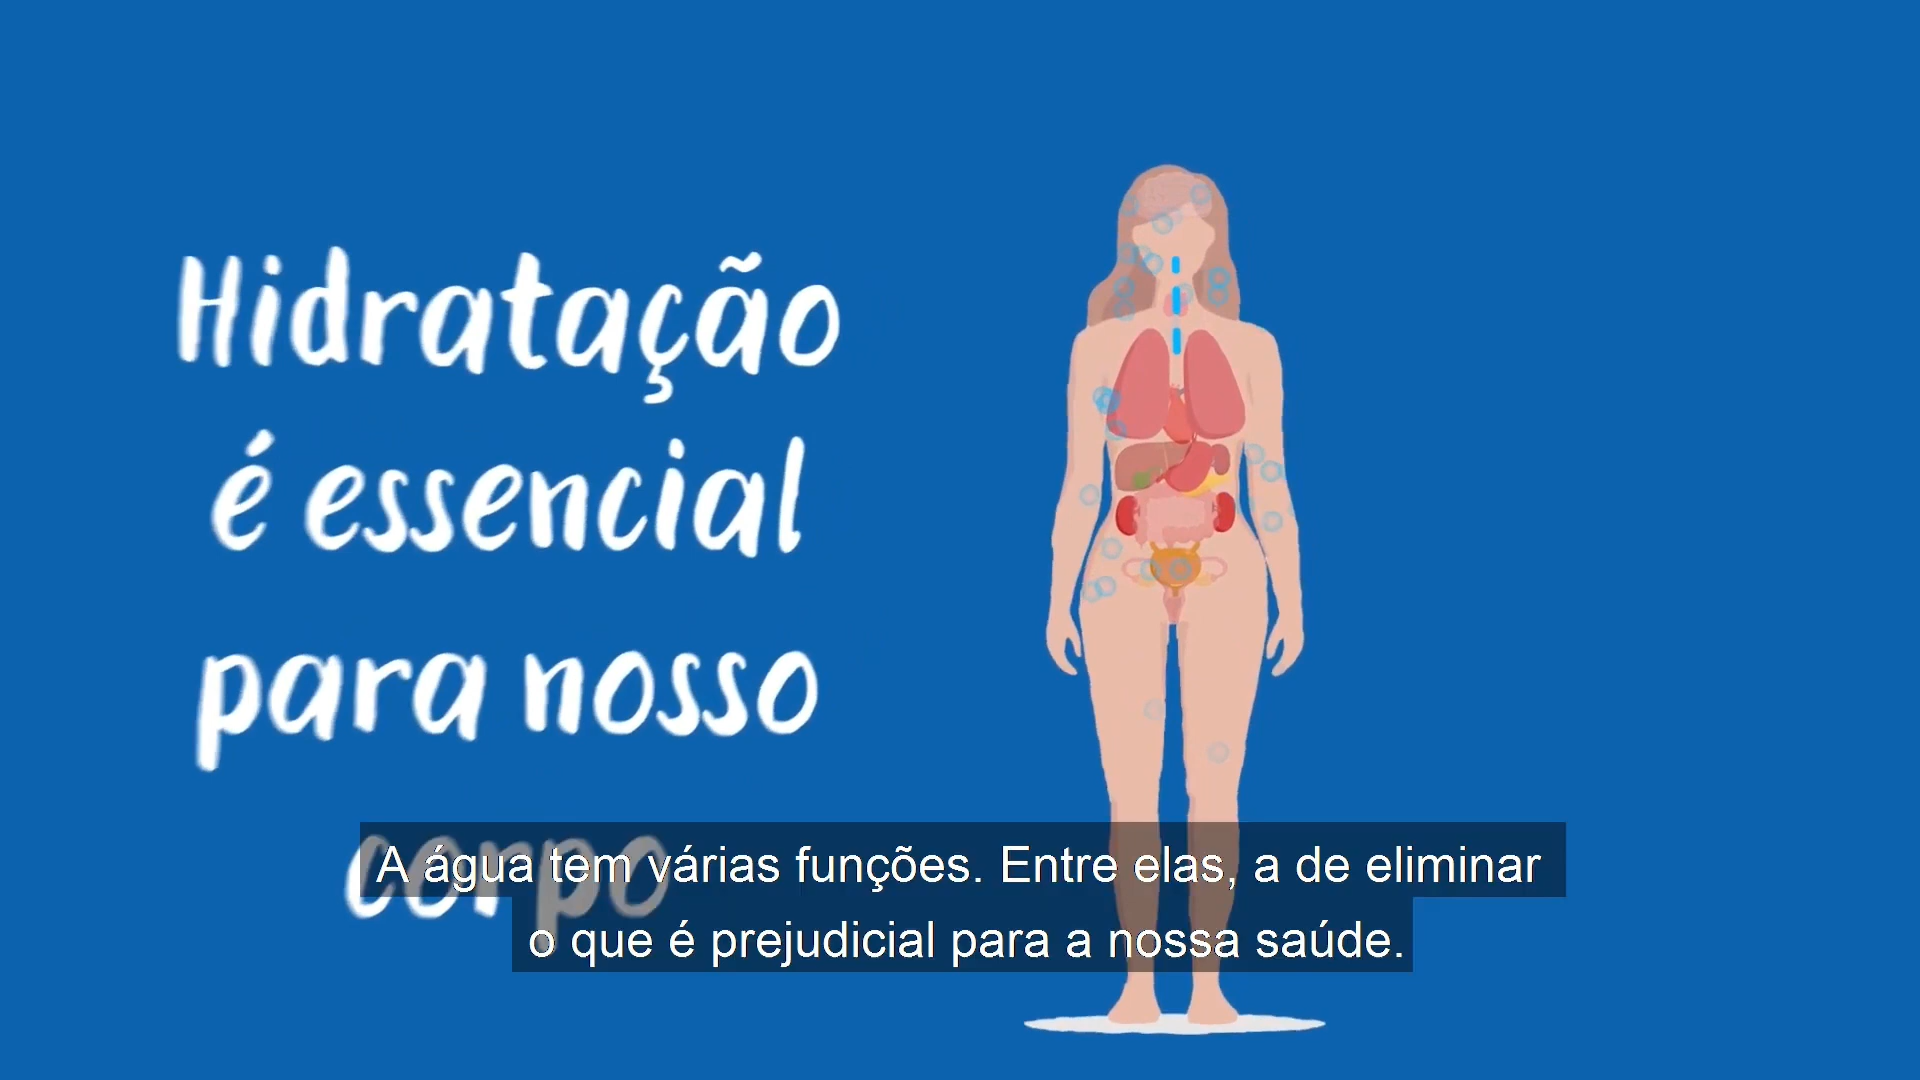 Hidratação
é essencial
para nosso
corpo
A água tem várias funções. Entre elas, a de eliminar
o que é prejudicial para a nossa saúde.